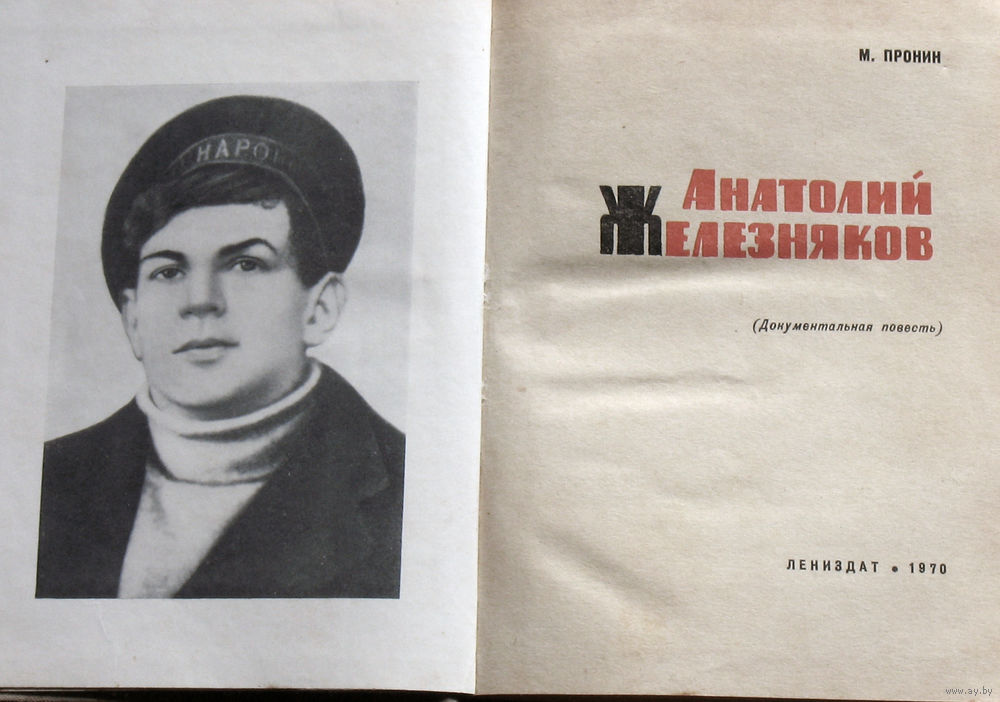 НАРО
М. ПРОНИН
АНАТОЛИЙ
ЖЕЛЕЗНЯКОВ
(Документальная повесть)
ЛЕНИЗДАТ • 1970
www.ay.by